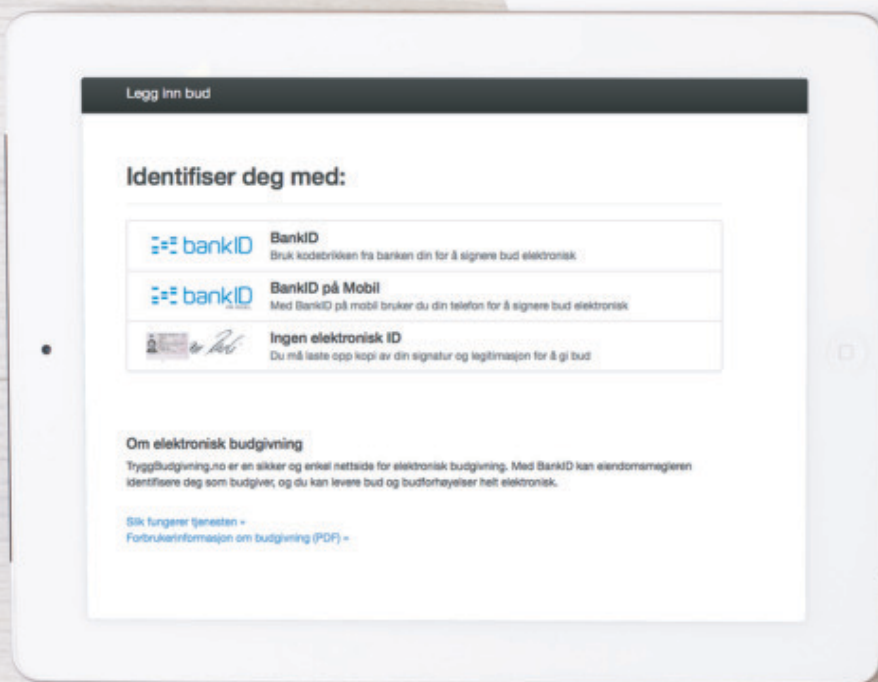 Legg inn bud
Identifiser deg med:
bankID
BankID
Bruk kodebrikken fra banken din for å signere bud elektronisk
bankID
BankID på Mobil
Med BankID på mobil bruker du din telefon for å signere bud elektronisk
Ingen elektronisk ID
Du må laste opp kopi av din signatur og legitimasjon for å gi bud
Om elektronisk budgivning
TryggBudgivning.no er en sikker og enkel nettside for elektronisk budgivning. Med BankID kan eiendomsmegleren
identifisere deg som budgiver, og du kan levere bud og budforhøyelser helt elektronisk.
Slik fungerer tjenesten »
Forbrukerinformasjon om budgivning (PDF) »